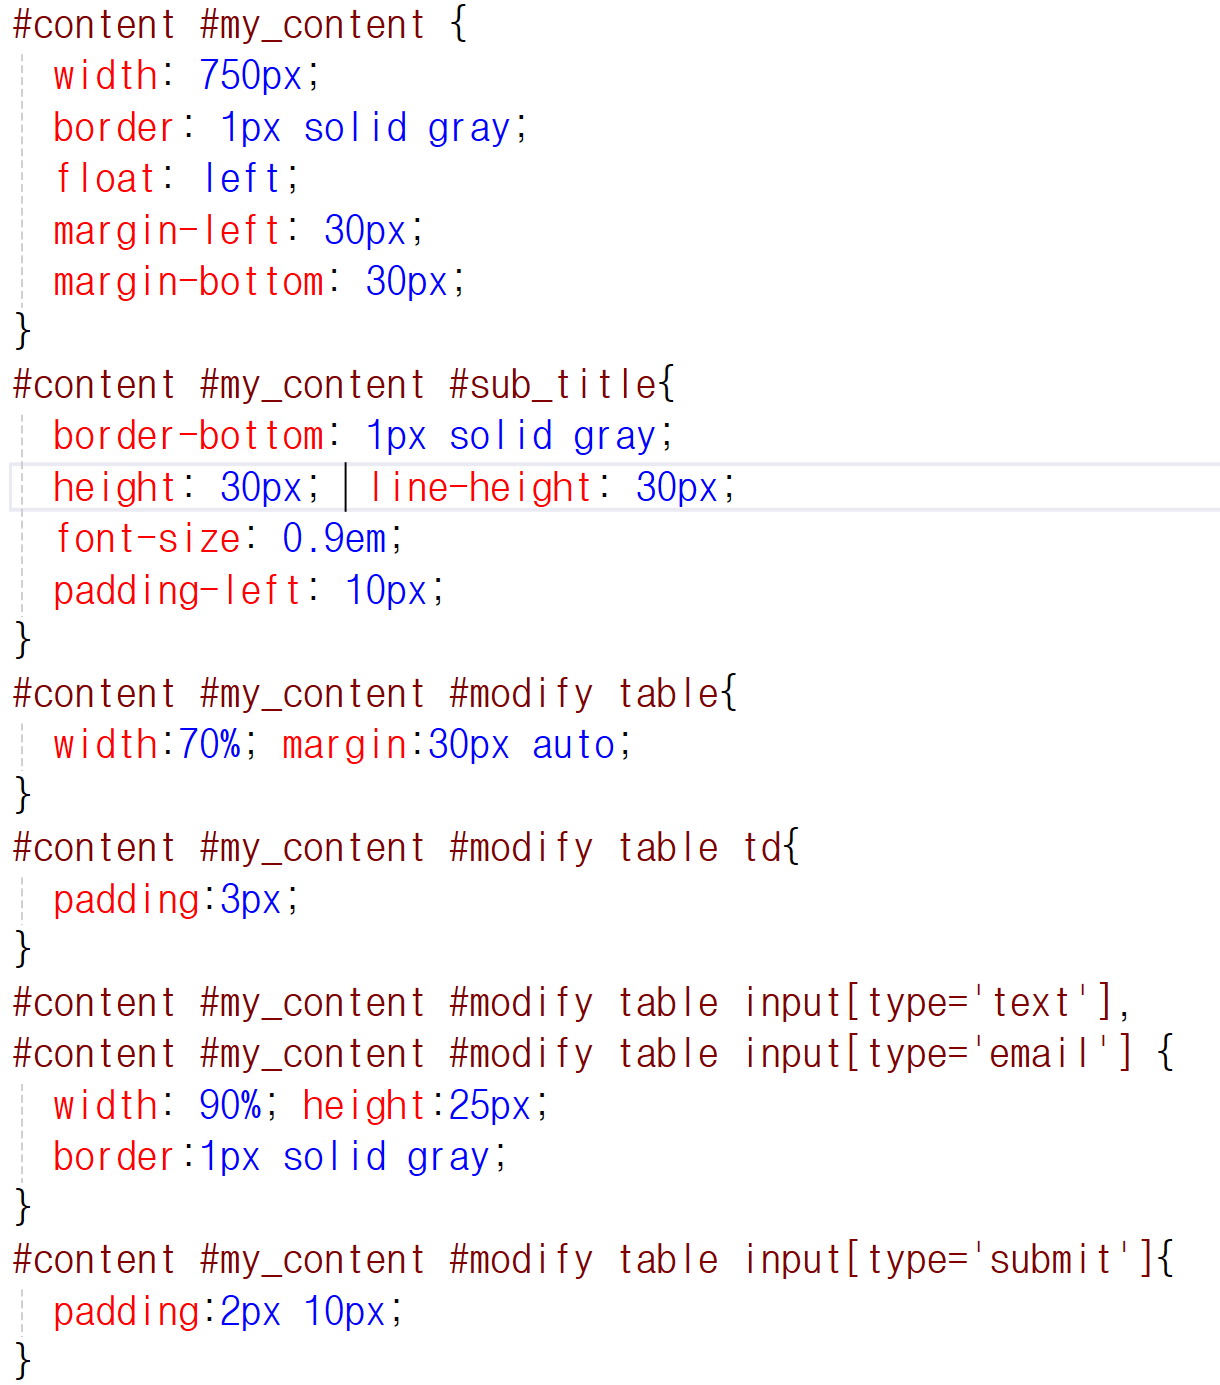 #content #my_content {
  width: 750px;
  border: 1px solid gray;
  float: left;
  margin-left: 30px;
  margin-bottom: 30px;
}
#content #my_content #sub_title{
  border-bottom: 1px solid gray;
  height: 30px;  line-height: 30px;
  font-size: 0.9em;
  padding-left: 10px;
}
#content #my_content #modify table{
  width:70%; margin:30px auto;
}
#content #my_content #modify table td{
  padding:3px;
}
#content #my_content #modify table input[type='text'],
#content #my_content #modify table input[type='email'] {
  width: 90%; height:25px;
  border:1px solid gray;
}
#content #my_content #modify table input[type='submit']{
  padding:2px 10px;
}